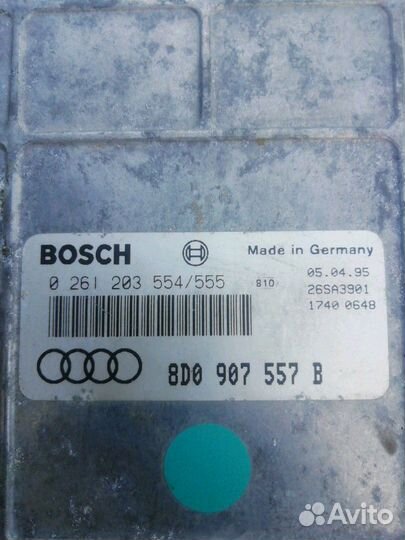 BOSCH
Made in Germany
0 261 203 554/555
810
05.04.95
26SA3901
1740 0648
8D0 907 557 B
Avito